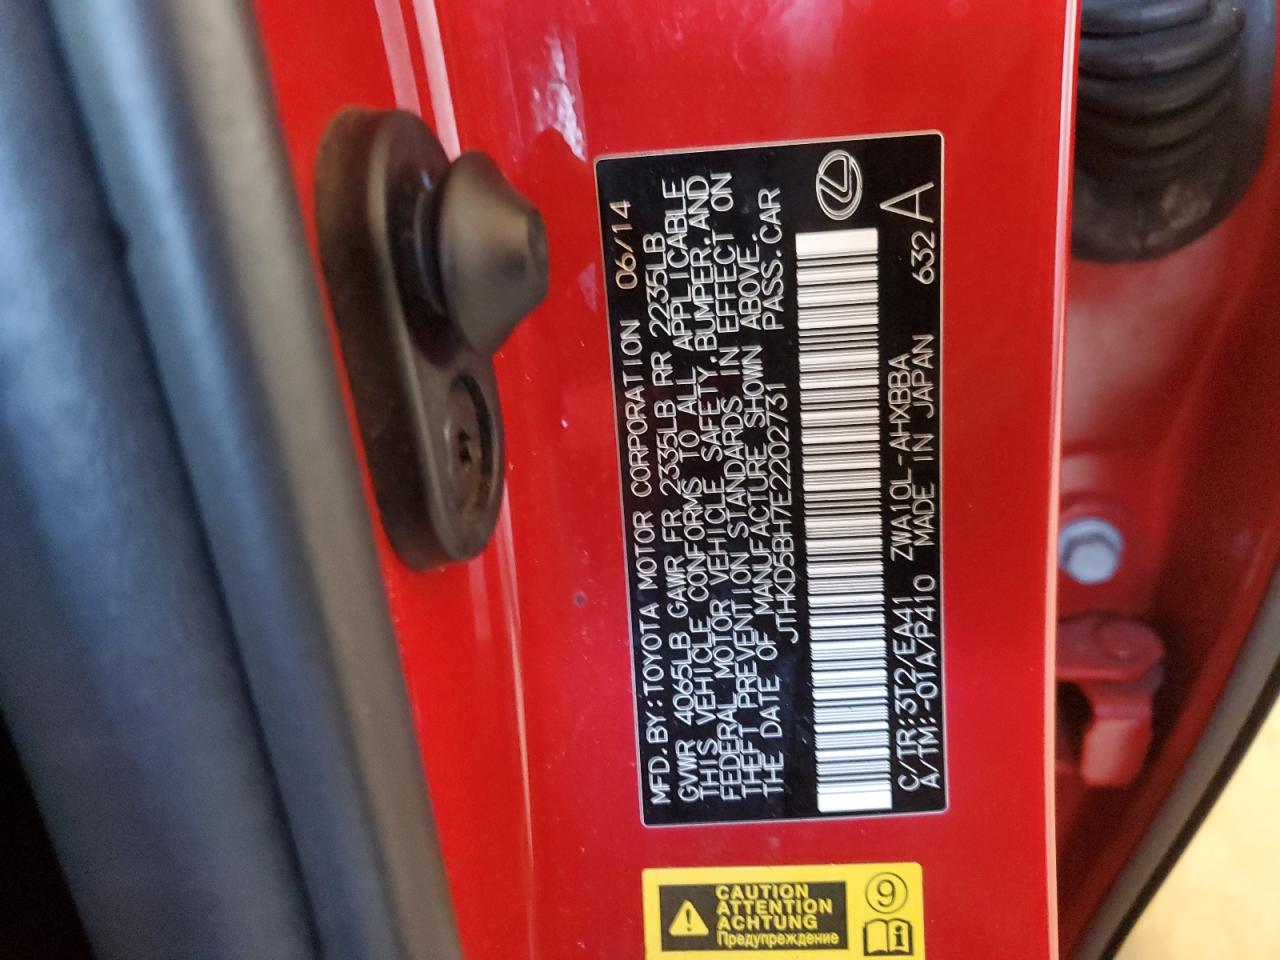 MFD. BY: TOYOTA MOTOR CORPORATION 06/14
GVWR 4065LB GAWR FR 2335LB RR 2235LB
THIS VEHICLE CONFORMS TO ALL APPLICABLE
FEDERAL MOTOR VEHICLE SAFETY, BUMPER, AND
THEFT PREVENTION STANDARDS IN EFFECT ON
THE DATE OF MANUFACTURE SHOWN ABOVE.
JTHKD5BH7E2202731 PASS. CAR
C/TR: 3T2/EA41 ZWA10L-AHXBBA 632 A
A/TM: -01A/P410 MADE IN JAPAN
CAUTION
ATTENTION
ACHTUNG
Предупреждение
9
i